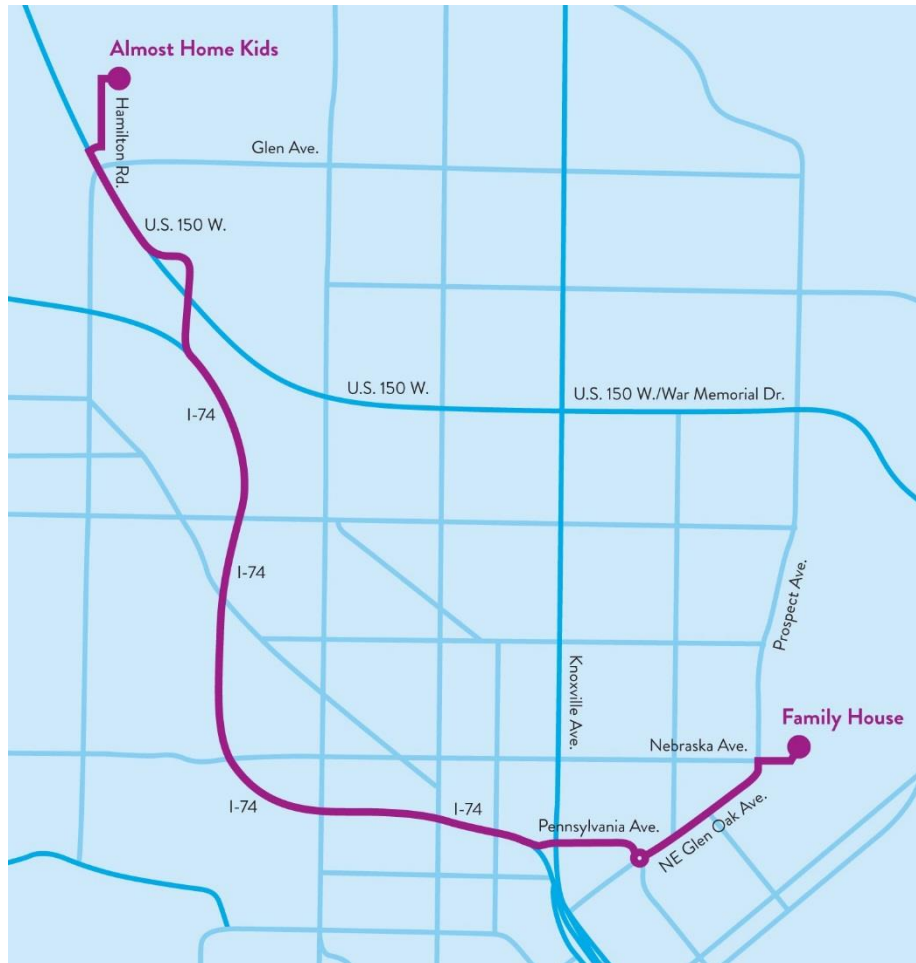 Almost Home Kids
Hamilton Rd.
Glen Ave.
U.S. 150 W.
U.S. 150 W.
U.S. 150 W./War Memorial Dr.
I-74
I-74
Prospect Ave.
Knoxville Ave.
Family House
Nebraska Ave.
I-74
I-74
Pennsylvania Ave.
NE Glen Oak Ave.